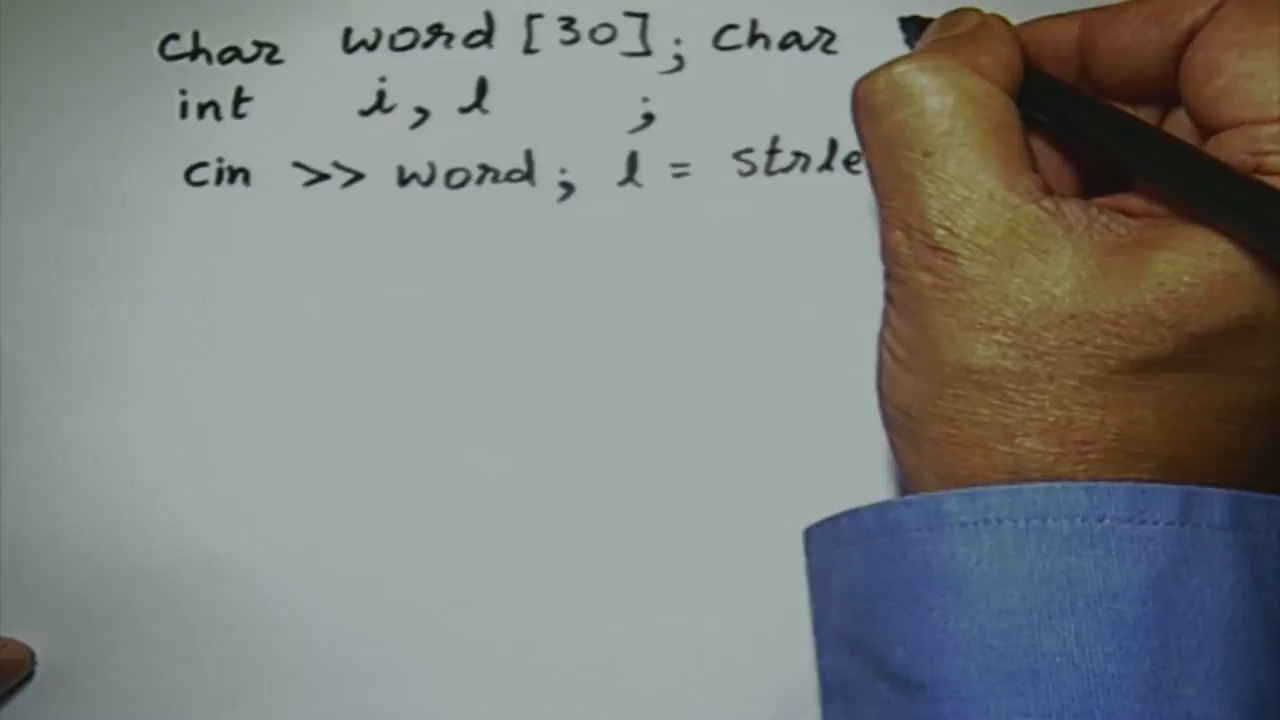 char word [30]; char
int i, l ;
cin >> word; l = strle